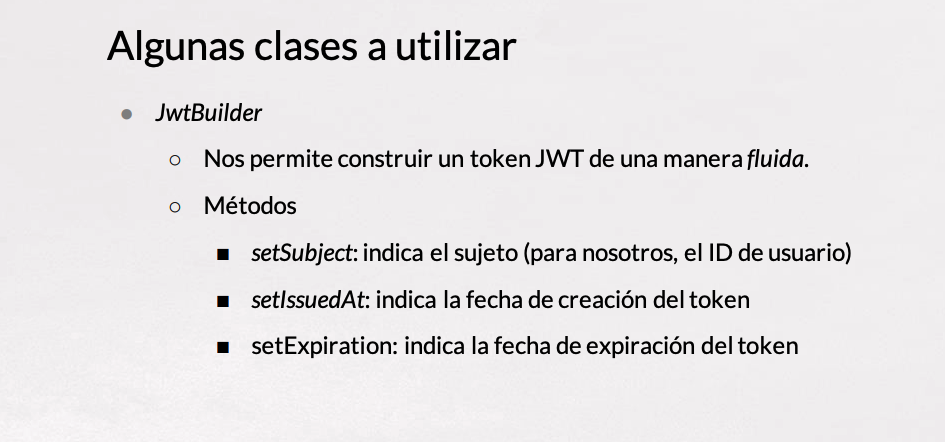 Algunas clases a utilizar
● JwtBuilder
○ Nos permite construir un token JWT de una manera fluida.
○ Métodos
■ setSubject: indica el sujeto (para nosotros, el ID de usuario)
■ setIssuedAt: indica la fecha de creación del token
■ setExpiration: indica la fecha de expiración del token